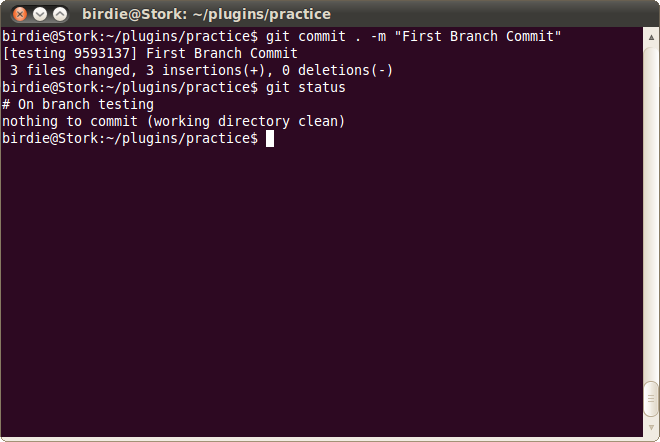 birdie@Stork: ~/plugins/practice
birdie@Stork:~/plugins/practice$ git commit . -m "First Branch Commit"
[testing 9593137] First Branch Commit
 3 files changed, 3 insertions(+), 0 deletions(-)
birdie@Stork:~/plugins/practice$ git status
# On branch testing
nothing to commit (working directory clean)
birdie@Stork:~/plugins/practice$